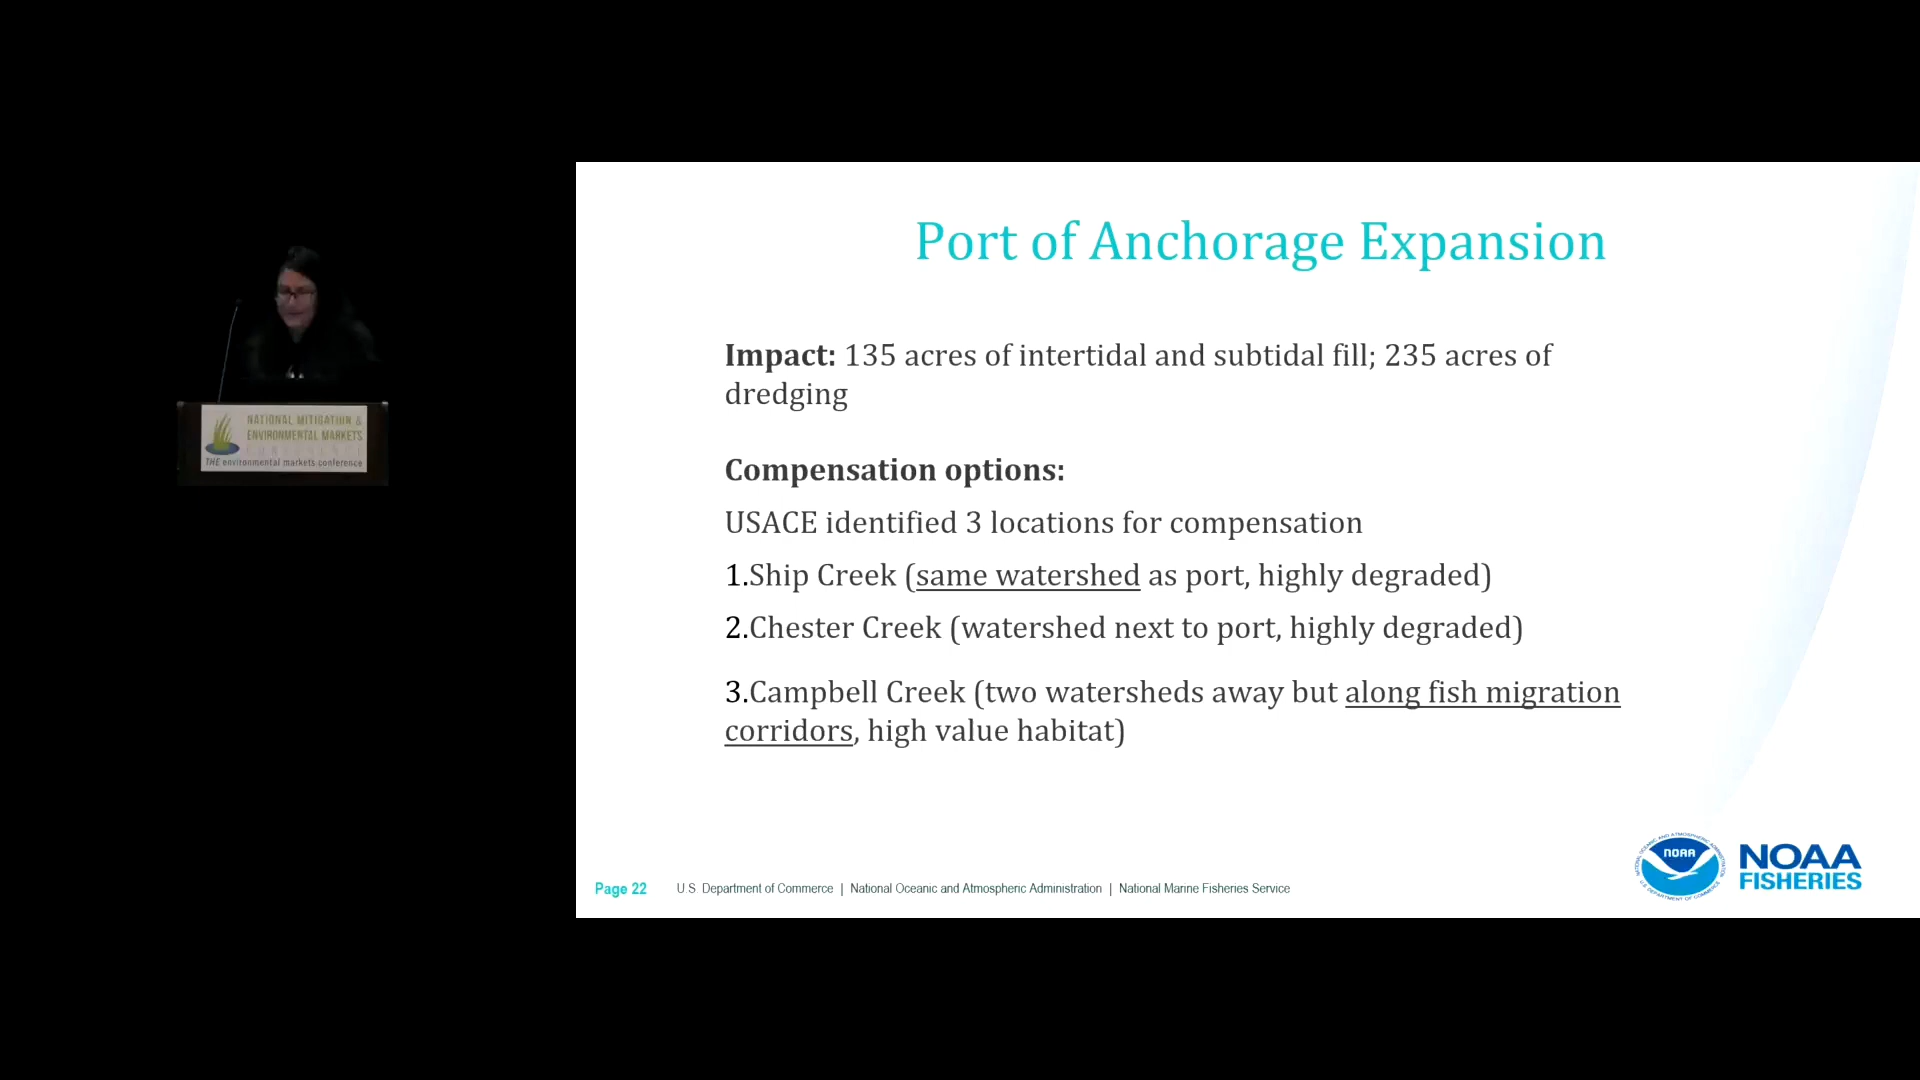 Port of Anchorage Expansion
Impact: 135 acres of intertidal and subtidal fill; 235 acres of
dredging
Compensation options:
USACE identified 3 locations for compensation
1.Ship Creek (same watershed as port, highly degraded)
2.Chester Creek (watershed next to port, highly degraded)
3.Campbell Creek (two watersheds away but along fish migration
corridors, high value habitat)
NATIONAL MITIGATION &
ENVIRONMENTAL MARKETS
CONFERENCE
THE environmental markets conference
Page 22 U.S. Department of Commerce | National Oceanic and Atmospheric Administration | National Marine Fisheries Service
NOAA
NOAA
FISHERIES